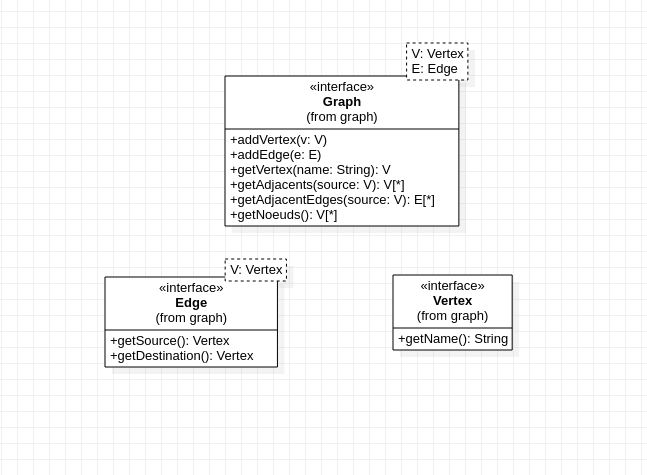 V: Vertex
E: Edge
«interface»
Graph
(from graph)
+addVertex(v: V)
+addEdge(e: E)
+getVertex(name: String): V
+getAdjacents(source: V): V[*]
+getAdjacentEdges(source: V): E[*]
+getNoeuds(): V[*]
V: Vertex
«interface»
Edge
(from graph)
+getSource(): Vertex
+getDestination(): Vertex
«interface»
Vertex
(from graph)
+getName(): String